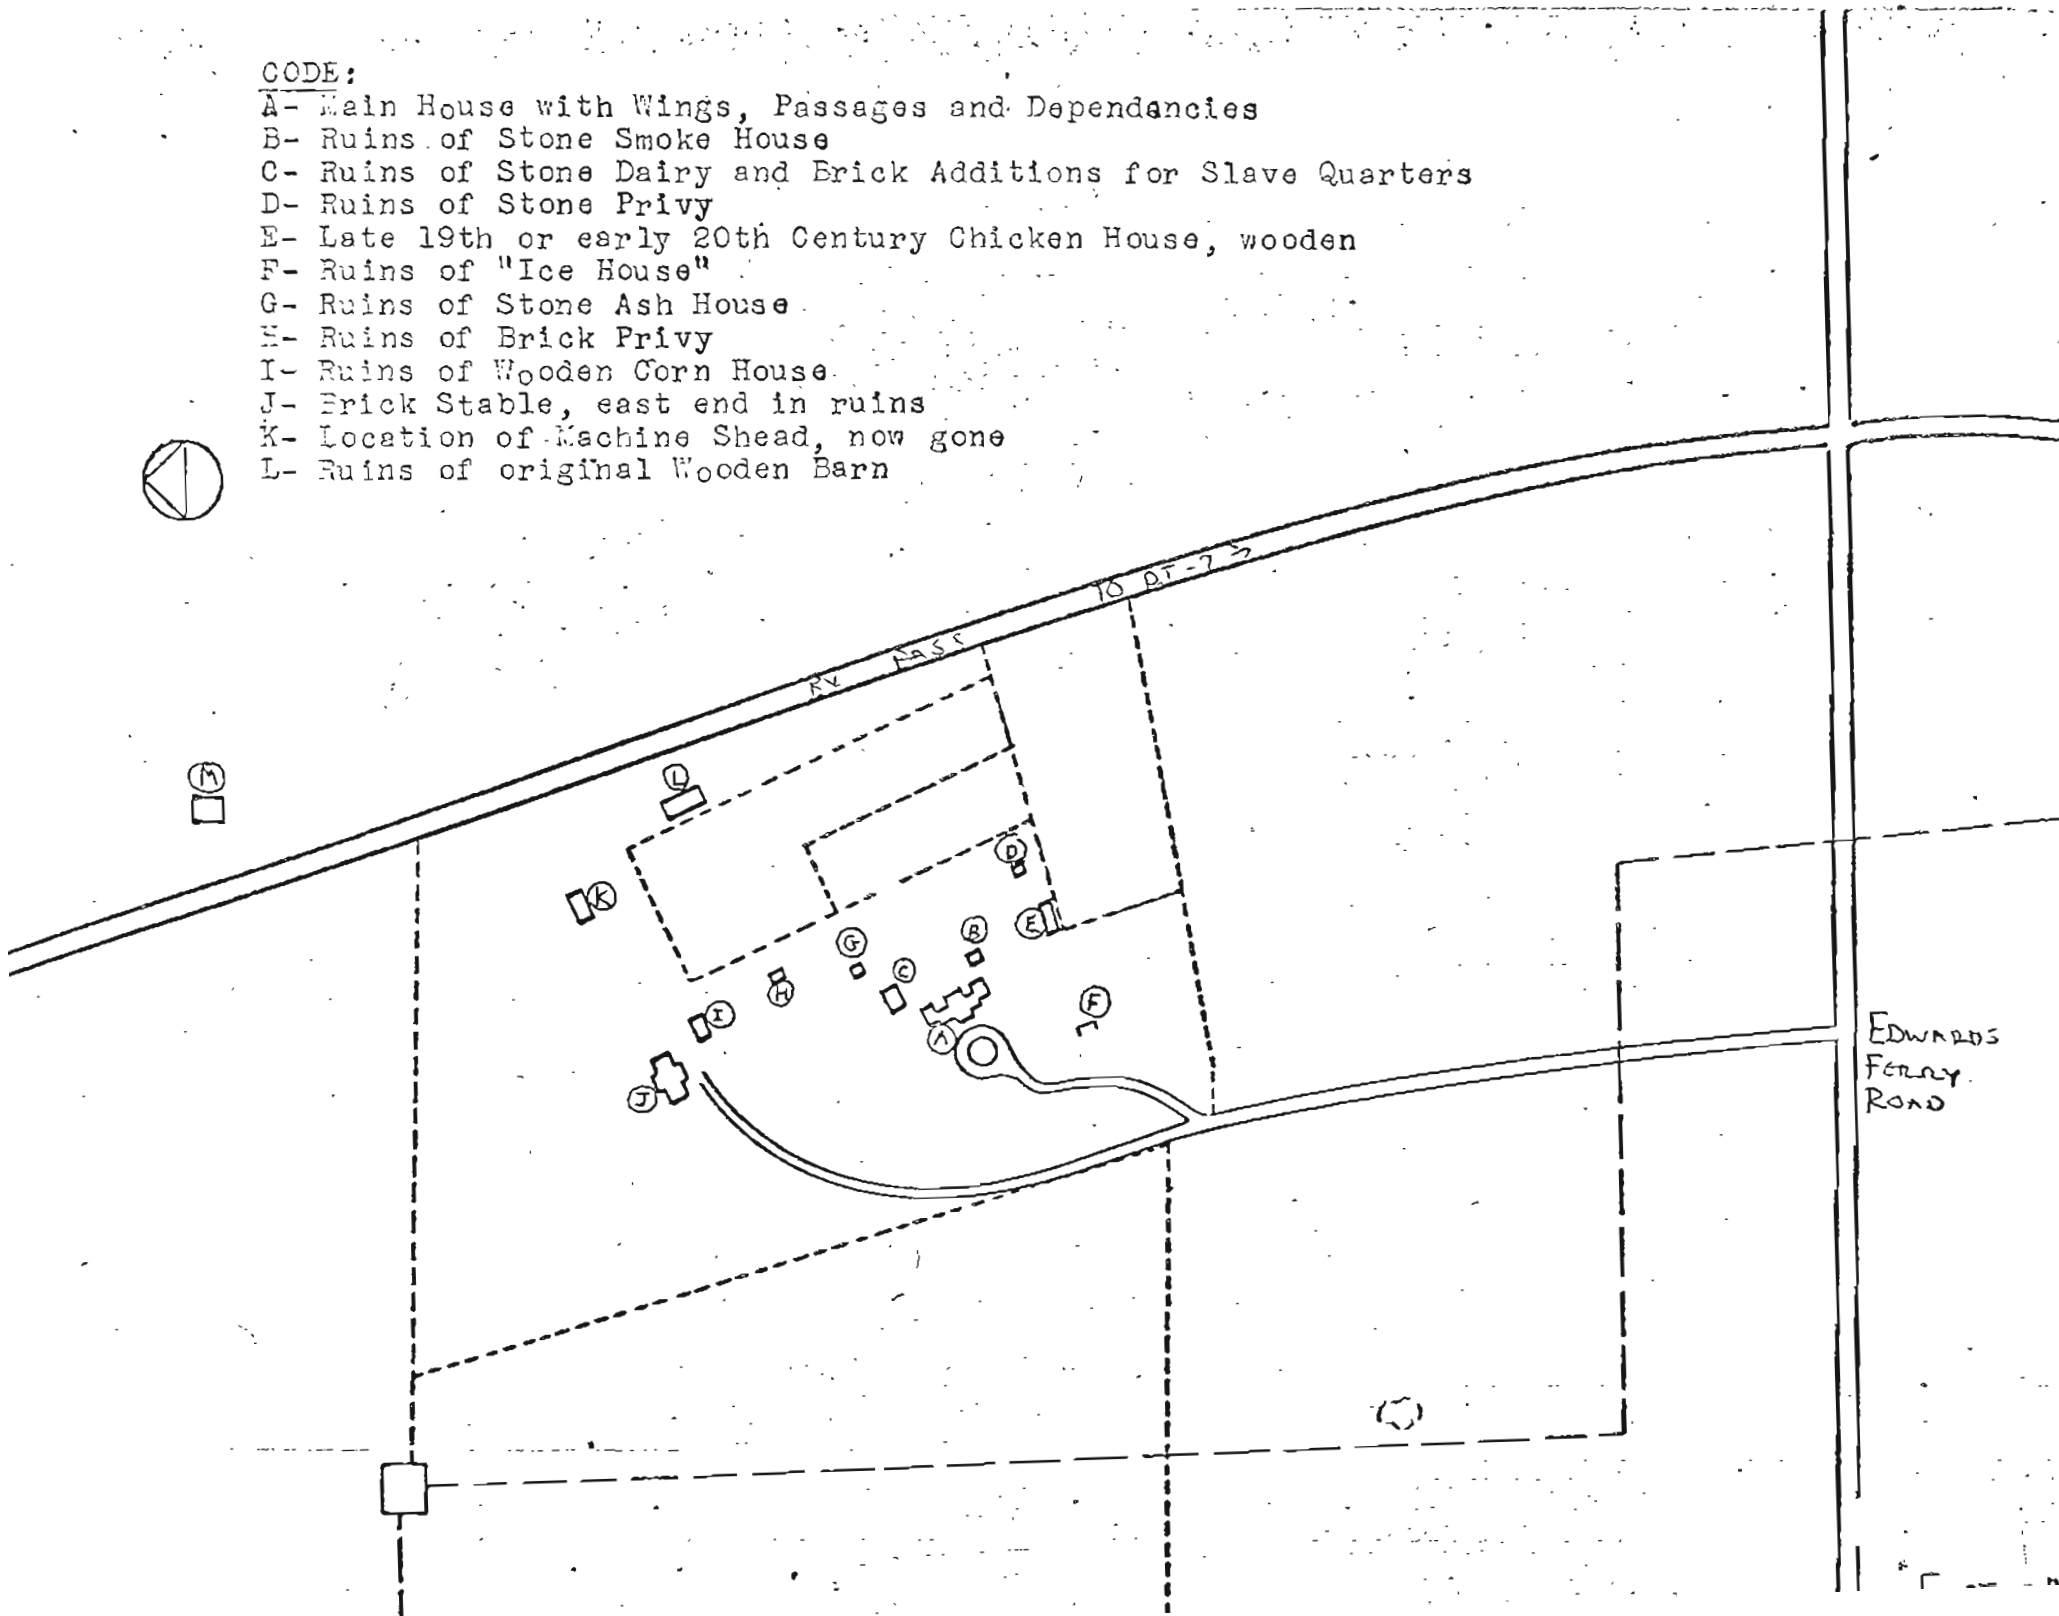 CODE:
A- Main House with Wings, Passages and Dependancies
B- Ruins of Stone Smoke House
C- Ruins of Stone Dairy and Brick Additions for Slave Quarters
D- Ruins of Stone Privy
E- Late 19th or early 20th Century Chicken House, wooden
F- Ruins of "Ice House"
G- Ruins of Stone Ash House
H- Ruins of Brick Privy
I- Ruins of Wooden Corn House
J- Brick Stable, east end in ruins
K- Location of Machine Shead, now gone
L- Ruins of original Wooden Barn
TO RT-7
PASS
M
L
D
K
E
B
G
C
H
F
I
A
J
EDWARDS
FERRY
ROAD